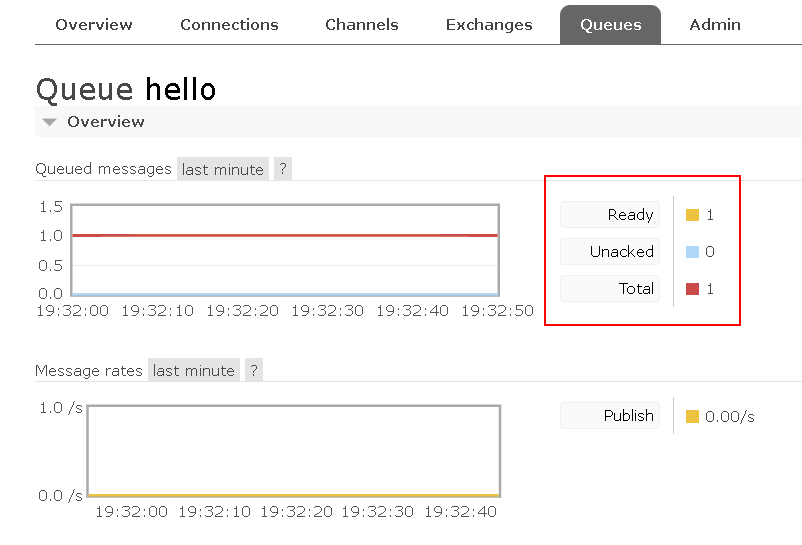 Overview Connections Channels Exchanges Queues Admin
Queue hello
Overview
Queued messages last minute ?
1.5
1.0
0.5
0.0
19:32:00 19:32:10 19:32:20 19:32:30 19:32:40 19:32:50
Ready 1
Unacked 0
Total 1
Message rates last minute ?
1.0 /s
0.0 /s
19:32:00 19:32:10 19:32:20 19:32:30 19:32:40
Publish 0.00/s